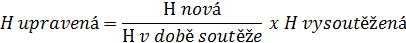 H upravená = H nová / H v době soutěže x H vysoutěžená